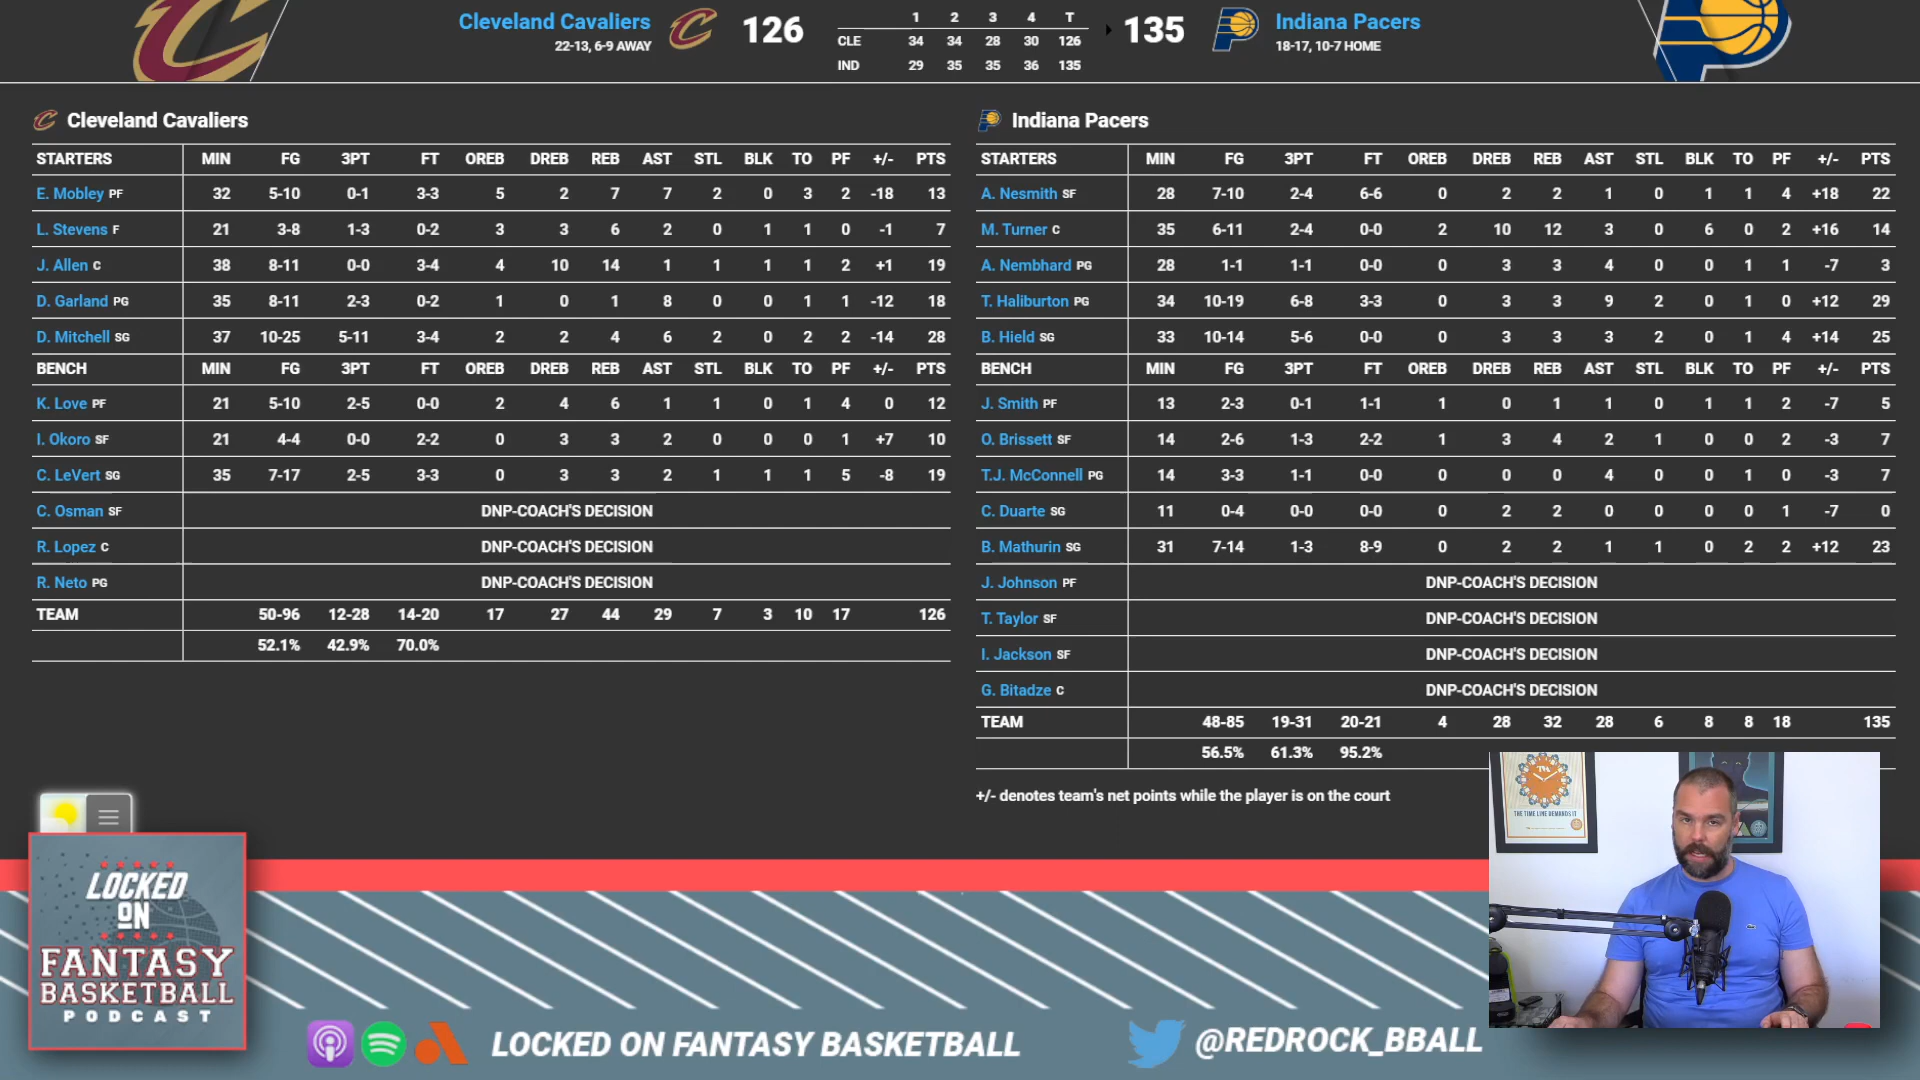 Cleveland Cavaliers
22-13, 6-9 AWAY
126
1 2 3 4 T
CLE 34 34 28 30 126
IND 29 35 35 36 135
135
Indiana Pacers
18-17, 10-7 HOME
Cleveland Cavaliers
STARTERS MIN FG 3PT FT OREB DREB REB AST STL BLK TO PF +/- PTS
E. Mobley PF 32 5-10 0-1 3-3 5 2 7 7 2 0 3 2 -18 13
L. Stevens F 21 3-8 1-3 0-2 3 3 6 2 0 1 1 0 -1 7
J. Allen C 38 8-11 0-0 3-4 4 10 14 1 1 1 1 2 +1 19
D. Garland PG 35 8-11 2-3 0-2 1 0 1 8 0 0 1 1 -12 18
D. Mitchell SG 37 10-25 5-11 3-4 2 2 4 6 2 0 2 2 -14 28
BENCH MIN FG 3PT FT OREB DREB REB AST STL BLK TO PF +/- PTS
K. Love PF 21 5-10 2-5 0-0 2 4 6 1 1 0 1 4 0 12
I. Okoro SF 21 4-4 0-0 2-2 0 3 3 2 0 0 0 1 +7 10
C. LeVert SG 35 7-17 2-5 3-3 0 3 3 2 1 1 1 5 -8 19
C. Osman SF DNP-COACH'S DECISION
R. Lopez C DNP-COACH'S DECISION
R. Neto PG DNP-COACH'S DECISION
TEAM 50-96 12-28 14-20 17 27 44 29 7 3 10 17 126
52.1% 42.9% 70.0%
Indiana Pacers
STARTERS MIN FG 3PT FT OREB DREB REB AST STL BLK TO PF +/- PTS
A. Nesmith SF 28 7-10 2-4 6-6 0 2 2 1 0 1 1 4 +18 22
M. Turner C 35 6-11 2-4 0-0 2 10 12 3 0 6 0 2 +16 14
A. Nembhard PG 28 1-1 1-1 0-0 0 3 3 4 0 0 1 1 -7 3
T. Haliburton PG 34 10-19 6-8 3-3 0 3 3 9 2 0 1 0 +12 29
B. Hield SG 33 10-14 5-6 0-0 0 3 3 3 2 0 1 4 +14 25
BENCH MIN FG 3PT FT OREB DREB REB AST STL BLK TO PF +/- PTS
J. Smith PF 13 2-3 0-1 1-1 1 0 1 1 0 1 1 2 -7 5
O. Brissett SF 14 2-6 1-3 2-2 1 3 4 2 1 0 0 2 -3 7
T.J. McConnell PG 14 3-3 1-1 0-0 0 0 0 4 0 0 1 0 -3 7
C. Duarte SG 11 0-4 0-0 0-0 0 2 2 0 0 0 0 1 -7 0
B. Mathurin SG 31 7-14 1-3 8-9 0 2 2 1 1 0 2 2 +12 23
J. Johnson PF DNP-COACH'S DECISION
T. Taylor SF DNP-COACH'S DECISION
I. Jackson SF DNP-COACH'S DECISION
G. Bitadze C DNP-COACH'S DECISION
TEAM 48-85 19-31 20-21 4 28 32 28 6 8 8 18 135
56.5% 61.3% 95.2%
+/- denotes team's net points while the player is on the court
THE TIME LINE DEMANDS IT
LOCKED
ON
FANTASY
BASKETBALL
PODCAST
LOCKED ON FANTASY BASKETBALL
@REDROCK_BBALL